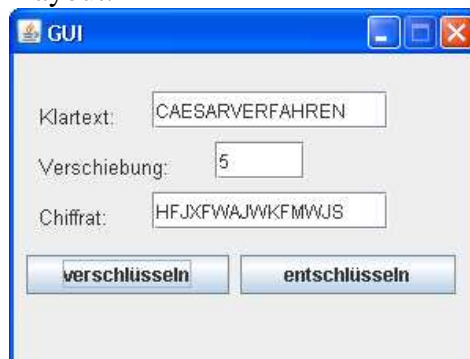 GUI
Klartext: CAESARVERFAHREN
Verschiebung: 5
Chiffrat: HFJXFWAJWKFMWJS
verschlüsseln entschlüsseln